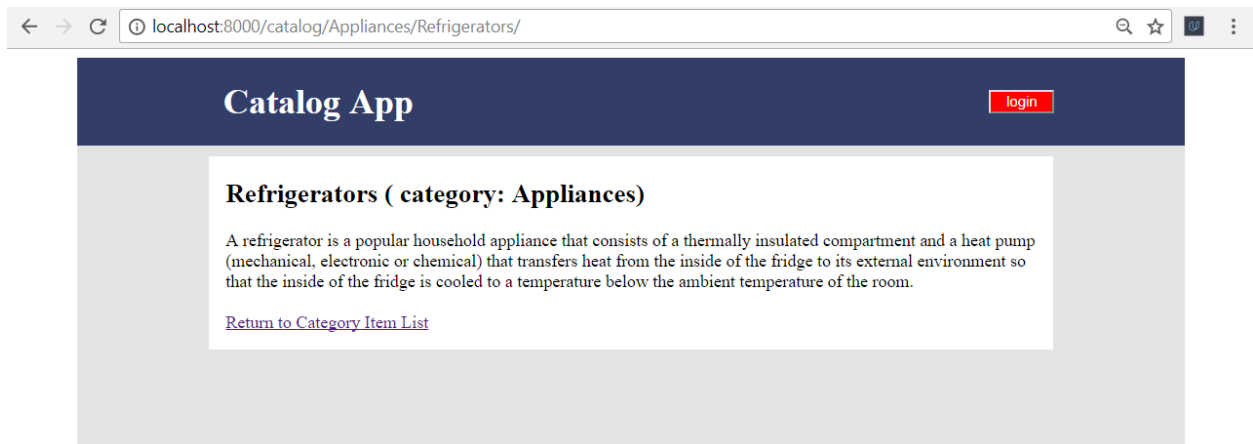 localhost:8000/catalog/Appliances/Refrigerators/
Catalog App
login
Refrigerators ( category: Appliances)
A refrigerator is a popular household appliance that consists of a thermally insulated compartment and a heat pump
(mechanical, electronic or chemical) that transfers heat from the inside of the fridge to its external environment so
that the inside of the fridge is cooled to a temperature below the ambient temperature of the room.
Return to Category Item List